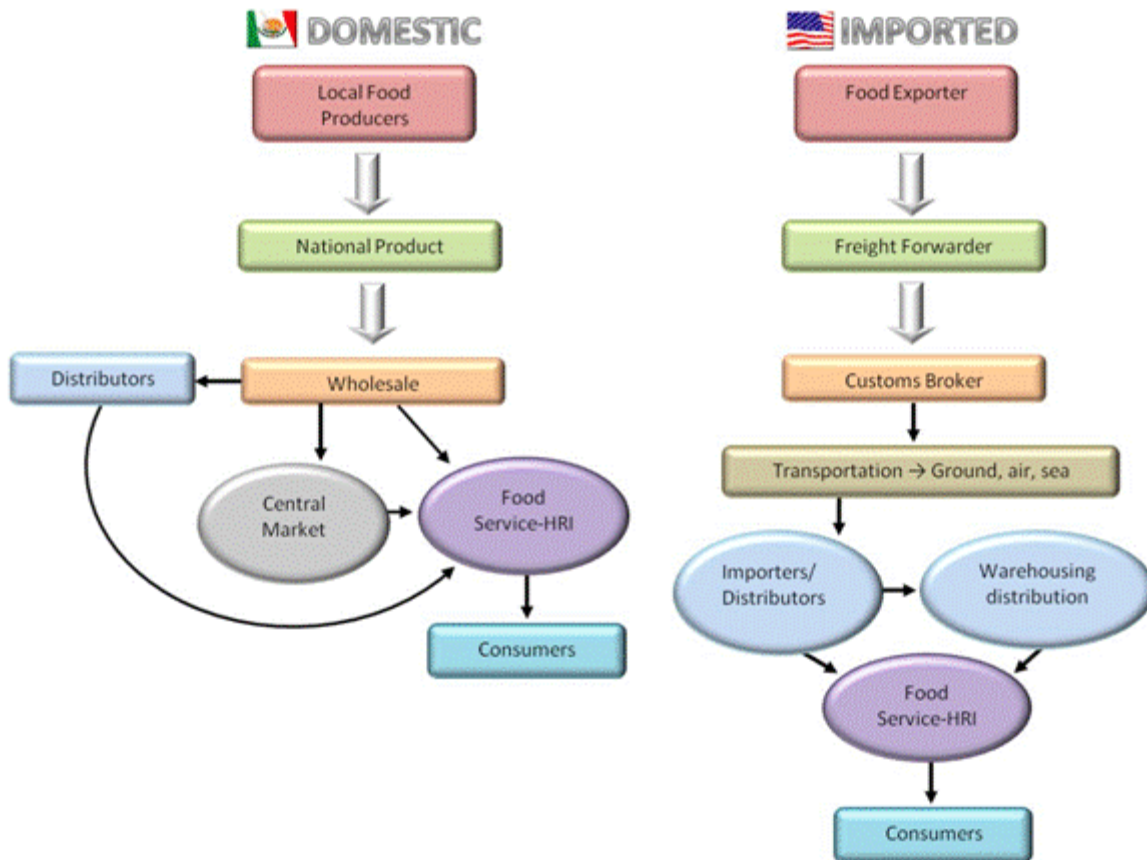 DOMESTIC
Local Food
Producers
National Product
Distributors
Wholesale
Central
Market
Food
Service-HRI
Consumers
IMPORTED
Food Exporter
Freight Forwarder
Customs Broker
Transportation → Ground, air, sea
Importers/
Distributors
Warehousing
distribution
Food
Service-HRI
Consumers